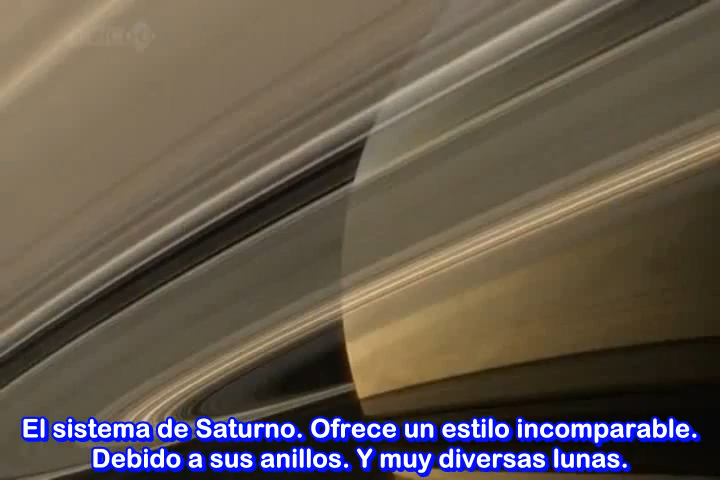 El sistema de Saturno. Ofrece un estilo incomparable.
Debido a sus anillos. Y muy diversas lunas.